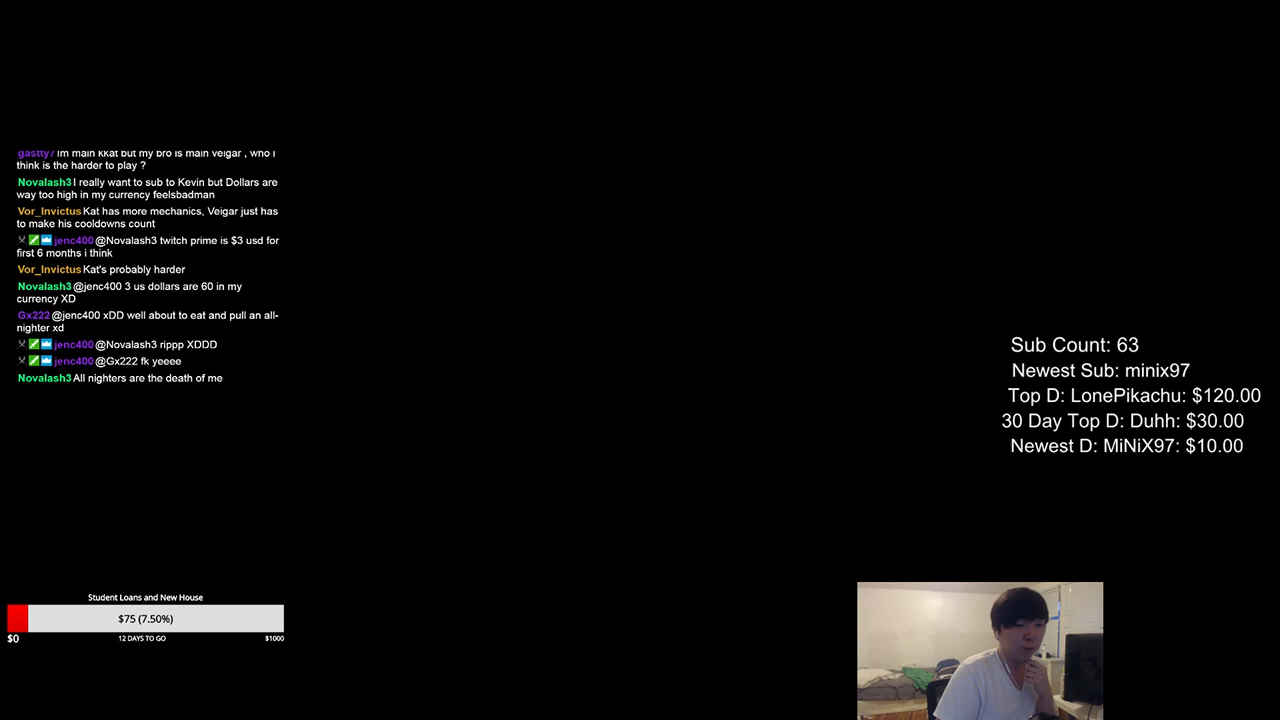 gastty7 Im main kkat but my bro is main veigar , who i
think is the harder to play ?
Novalash3 I really want to sub to Kevin but Dollars are
way too high in my currency feelsbadman
Vor_Invictus Kat has more mechanics, Veigar just has
to make his cooldowns count
jenc400 @Novalash3 twitch prime is $3 usd for
first 6 months i think
Vor_Invictus Kat's probably harder
Novalash3 @jenc400 3 us dollars are 60 in my
currency XD
Gx222 @jenc400 xDD well about to eat and pull an all-
nighter xd
jenc400 @Novalash3 rippp XDDD
jenc400 @Gx222 fk yeeee
Novalash3 All nighters are the death of me
Sub Count: 63
Newest Sub: minix97
Top D: LonePikachu: $120.00
30 Day Top D: Duhh: $30.00
Newest D: MiNiX97: $10.00
Student Loans and New House
$75 (7.50%)
$0 12 DAYS TO GO $1000